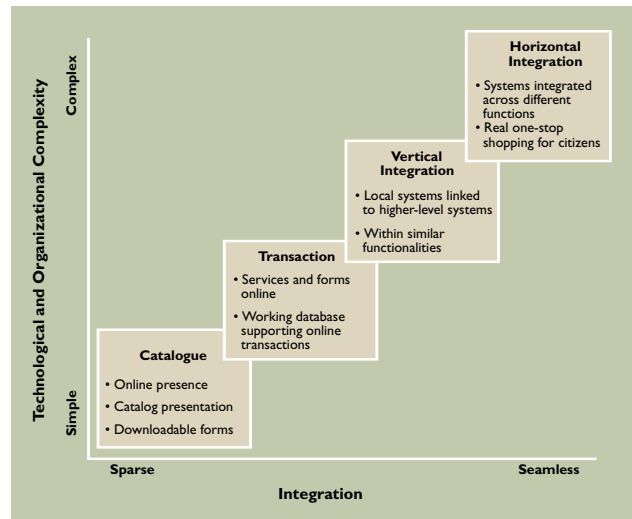 Technological and Organizational Complexity
Complex
Simple
Horizontal
Integration
• Systems integrated
across different
functions
• Real one-stop
shopping for citizens
Vertical
Integration
• Local systems linked
to higher-level systems
• Within similar
functionalities
Transaction
• Services and forms
online
• Working database
supporting online
transactions
Catalogue
• Online presence
• Catalog presentation
• Downloadable forms
Sparse
Seamless
Integration